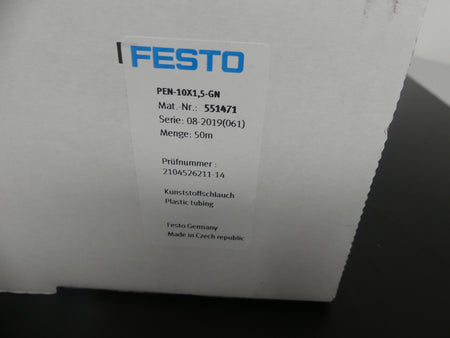 FESTO
PEN-10X1,5-GN
Mat.-Nr.: 551471
Serie: 08-2019(061)
Menge: 50m
Prüfnummer :
2104526211-14
Kunststoffschlauch
Plastic tubing
Festo Germany
Made in Czech republic